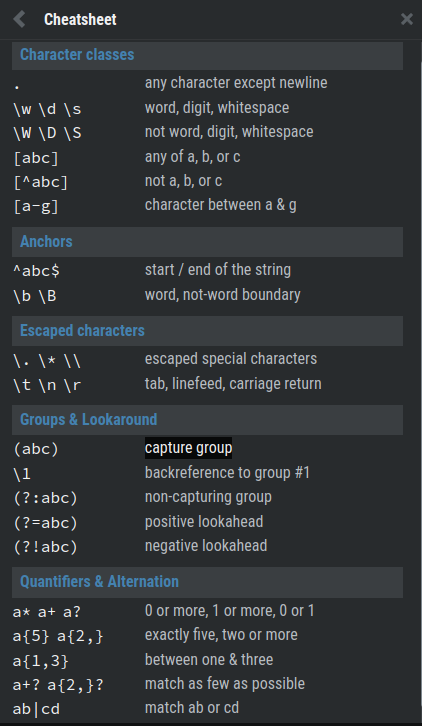 Cheatsheet
Character classes
. any character except newline
\w \d \s word, digit, whitespace
\W \D \S not word, digit, whitespace
[abc] any of a, b, or c
[^abc] not a, b, or c
[a-g] character between a & g
Anchors
^abc$ start / end of the string
\b \B word, not-word boundary
Escaped characters
\. \* \\ escaped special characters
\t \n \r tab, linefeed, carriage return
Groups & Lookaround
(abc) capture group
\1 backreference to group #1
(?:abc) non-capturing group
(?=abc) positive lookahead
(?!abc) negative lookahead
Quantifiers & Alternation
a* a+ a? 0 or more, 1 or more, 0 or 1
a{5} a{2,} exactly five, two or more
a{1,3} between one & three
a+? a{2,}? match as few as possible
ab|cd match ab or cd